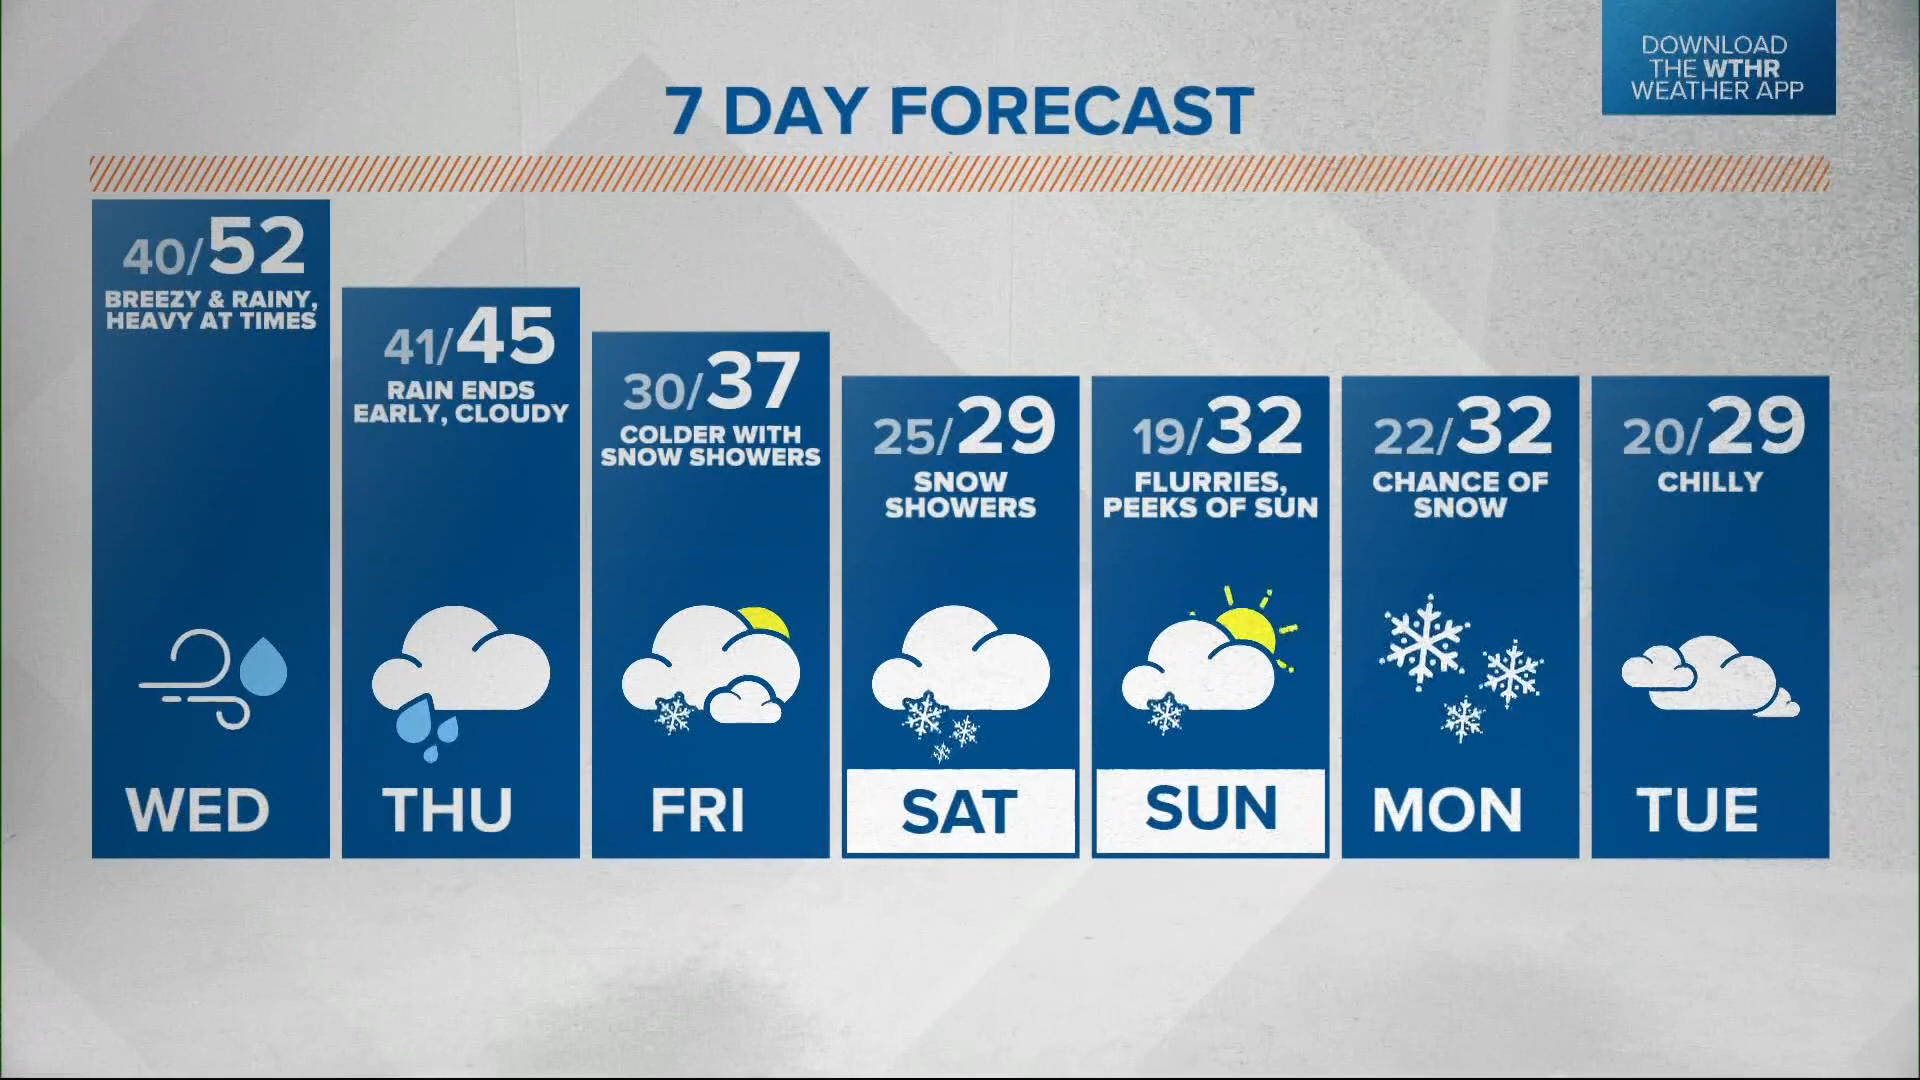 DOWNLOAD
THE WTHR
WEATHER APP
7 DAY FORECAST
40/52
BREEZY & RAINY,
HEAVY AT TIMES
WED
41/45
RAIN ENDS
EARLY, CLOUDY
THU
30/37
COLDER WITH
SNOW SHOWERS
FRI
25/29
SNOW
SHOWERS
SAT
19/32
FLURRIES,
PEEKS OF SUN
SUN
22/32
CHANCE OF
SNOW
MON
20/29
CHILLY
TUE